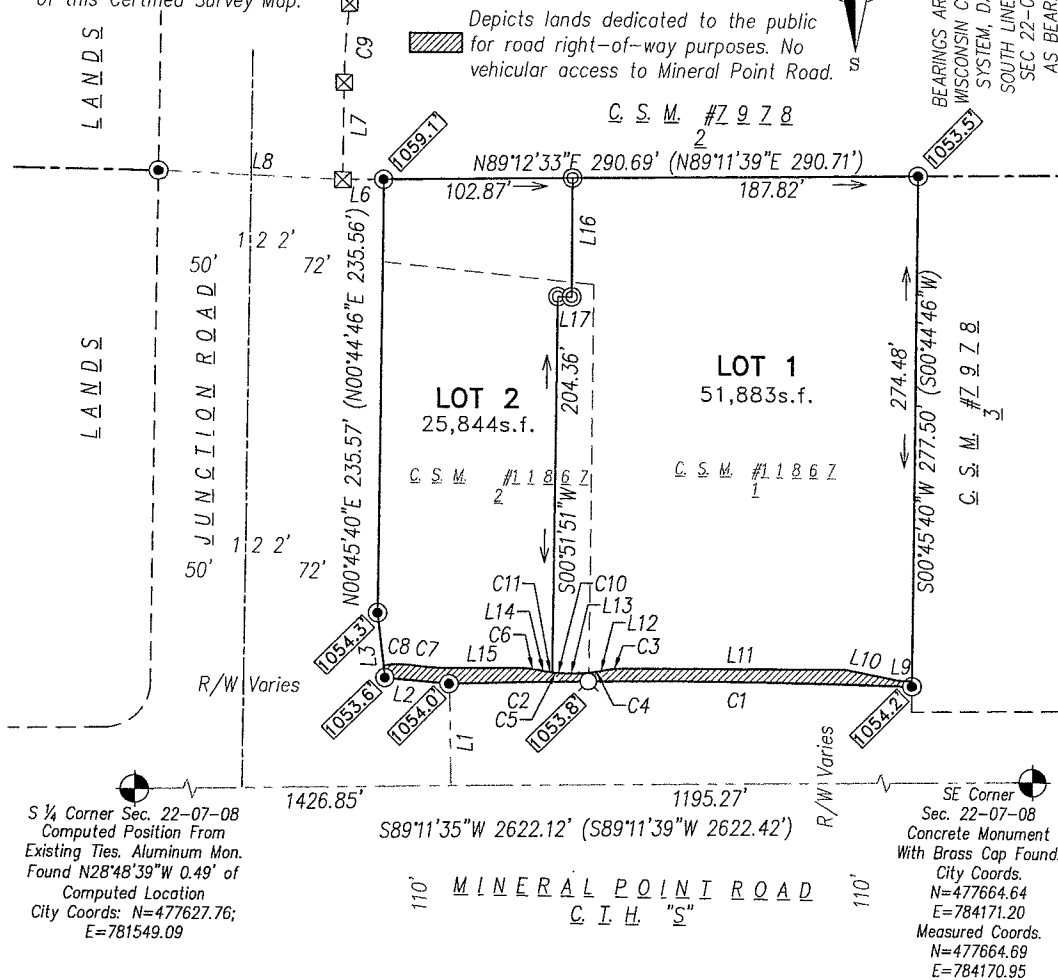 of this Certified Survey Map.
Depicts lands dedicated to the public
for road right-of-way purposes. No
vehicular access to Mineral Point Road.
S
BEARINGS AR
WISCONSIN C
SYSTEM, D
SOUTH LINE
SEC 22-0
AS BEAR
LANDS
C9
L7
C. S. M. #7978
2
1059.1'
1053.5'
N89°12'33"E 290.69' (N89°11'39"E 290.71')
L8
L6
102.87'
187.82'
L16
122'
50'
72'
L17
JUNCTION ROAD
LANDS
N00°45'40"E 235.57' (N00°44'46"E 235.56')
204.36'
LOT 2
25,844s.f.
LOT 1
51,883s.f.
274.48'
S00°45'40"W 277.50' (S00°44'46"W)
C. S. M. #7978
3
C. S. M. #11867
2
C. S. M. #11867
1
S00°51'51"W
122'
50'
72'
C11
C10
L14
L13
C6
L12
C3
1054.3'
L3
C8
C7
L15
L11
L10
L9
R/W Varies
L2
C2
C5
C4
C1
1053.6'
1054.0'
1053.8'
1054.2'
L1
R/W Varies
1426.85'
1195.27'
S89°11'35"W 2622.12' (S89°11'39"W 2622.42')
S ¼ Corner Sec. 22-07-08
Computed Position From
Existing Ties. Aluminum Mon.
Found N28°48'39"W 0.49' of
Computed Location
City Coords: N=477627.76;
E=781549.09
110'
MINERAL POINT ROAD
C. T. H. "S"
110'
SE Corner
Sec. 22-07-08
Concrete Monument
With Brass Cap Found.
City Coords.
N=477664.64
E=784171.20
Measured Coords.
N=477664.69
E=784170.95